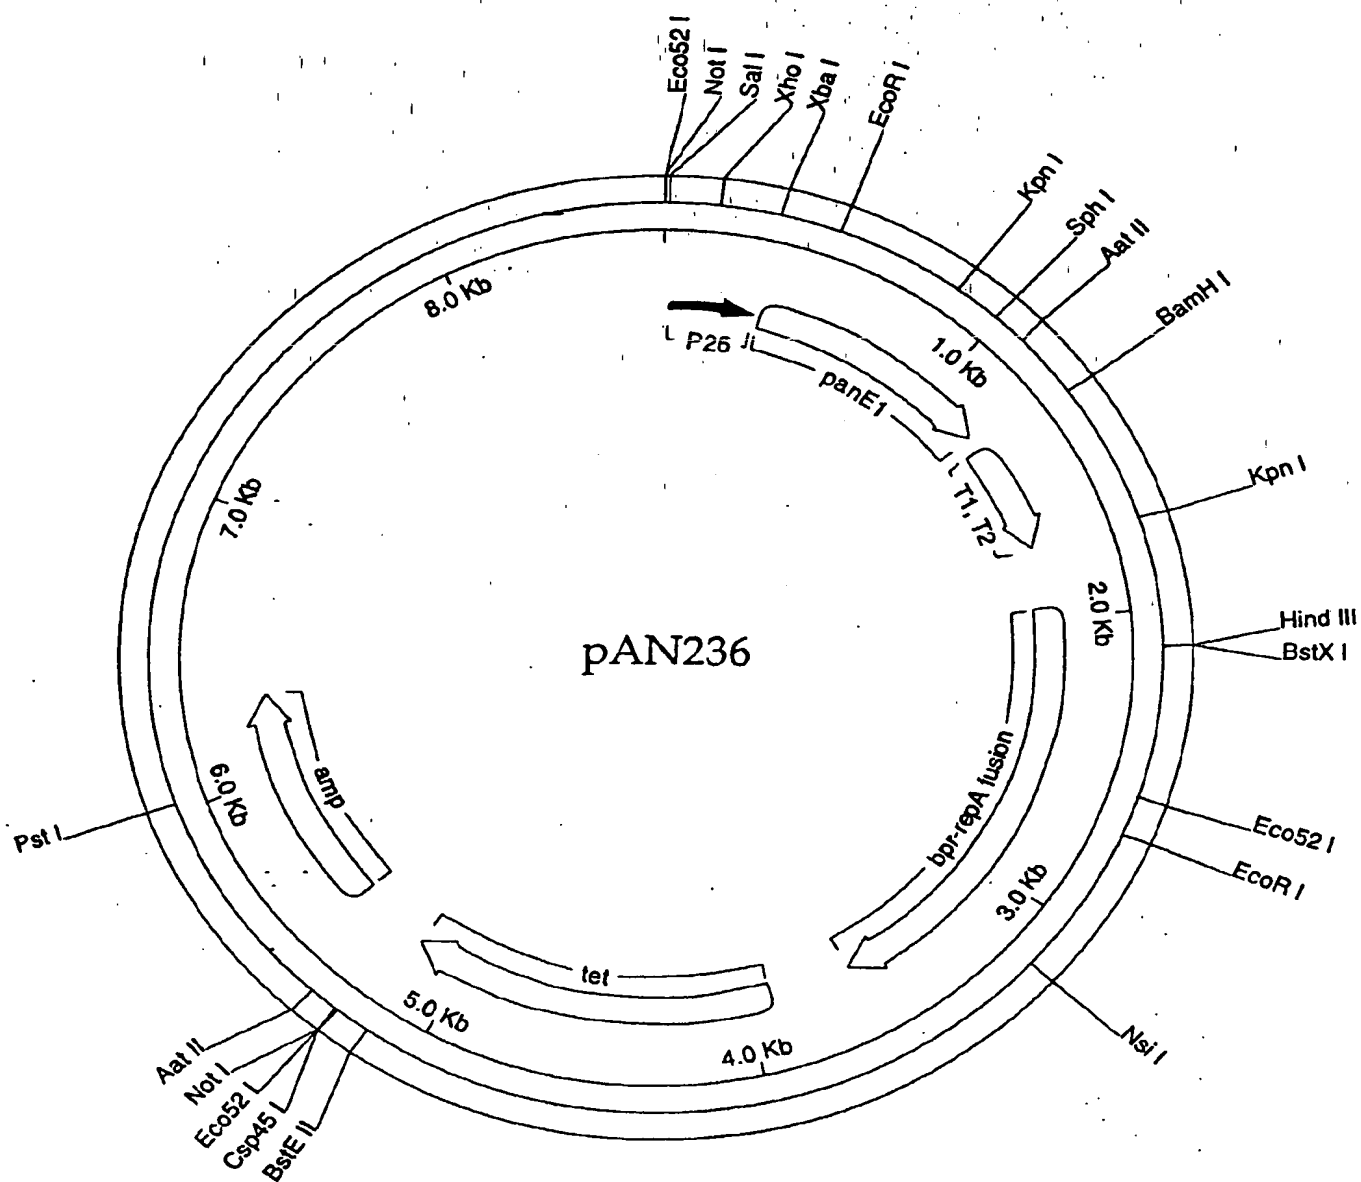 Eco52 I
Not I
Sal I
Xho I
Xba I
EcoR I
Kpn I
Sph I
Aat II
BamH I
Kpn I
Hind III
BstX I
Eco52 I
EcoR I
Nsi I
BstE II
Csp45 I
Eco52 I
Not I
Aat II
Pst I
8.0 Kb
1.0 Kb
2.0 Kb
3.0 Kb
4.0 Kb
5.0 Kb
6.0 Kb
7.0 Kb
P26
panE1
T1, T2
bpr-repA fusion
tet
amp
pAN236